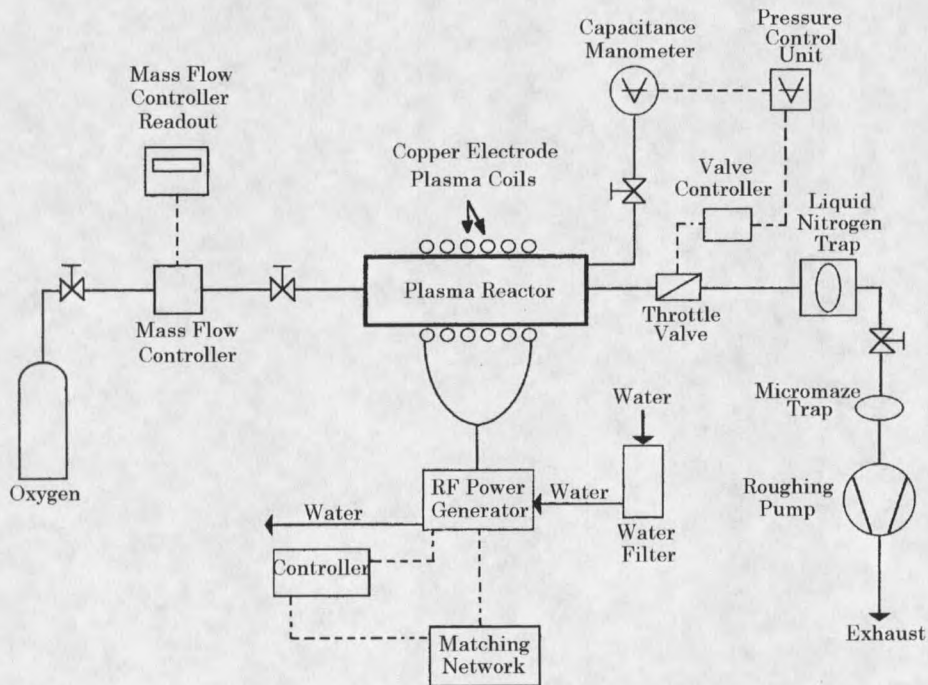 Capacitance
Manometer
Pressure
Control
Unit
Mass Flow
Controller
Readout
Copper Electrode
Plasma Coils
Valve
Controller
Liquid
Nitrogen
Trap
Plasma Reactor
Mass Flow
Controller
Throttle
Valve
Micromaze
Trap
Water
Oxygen
RF Power
Generator
Water
Water
Water
Filter
Roughing
Pump
Controller
Matching
Network
Exhaust